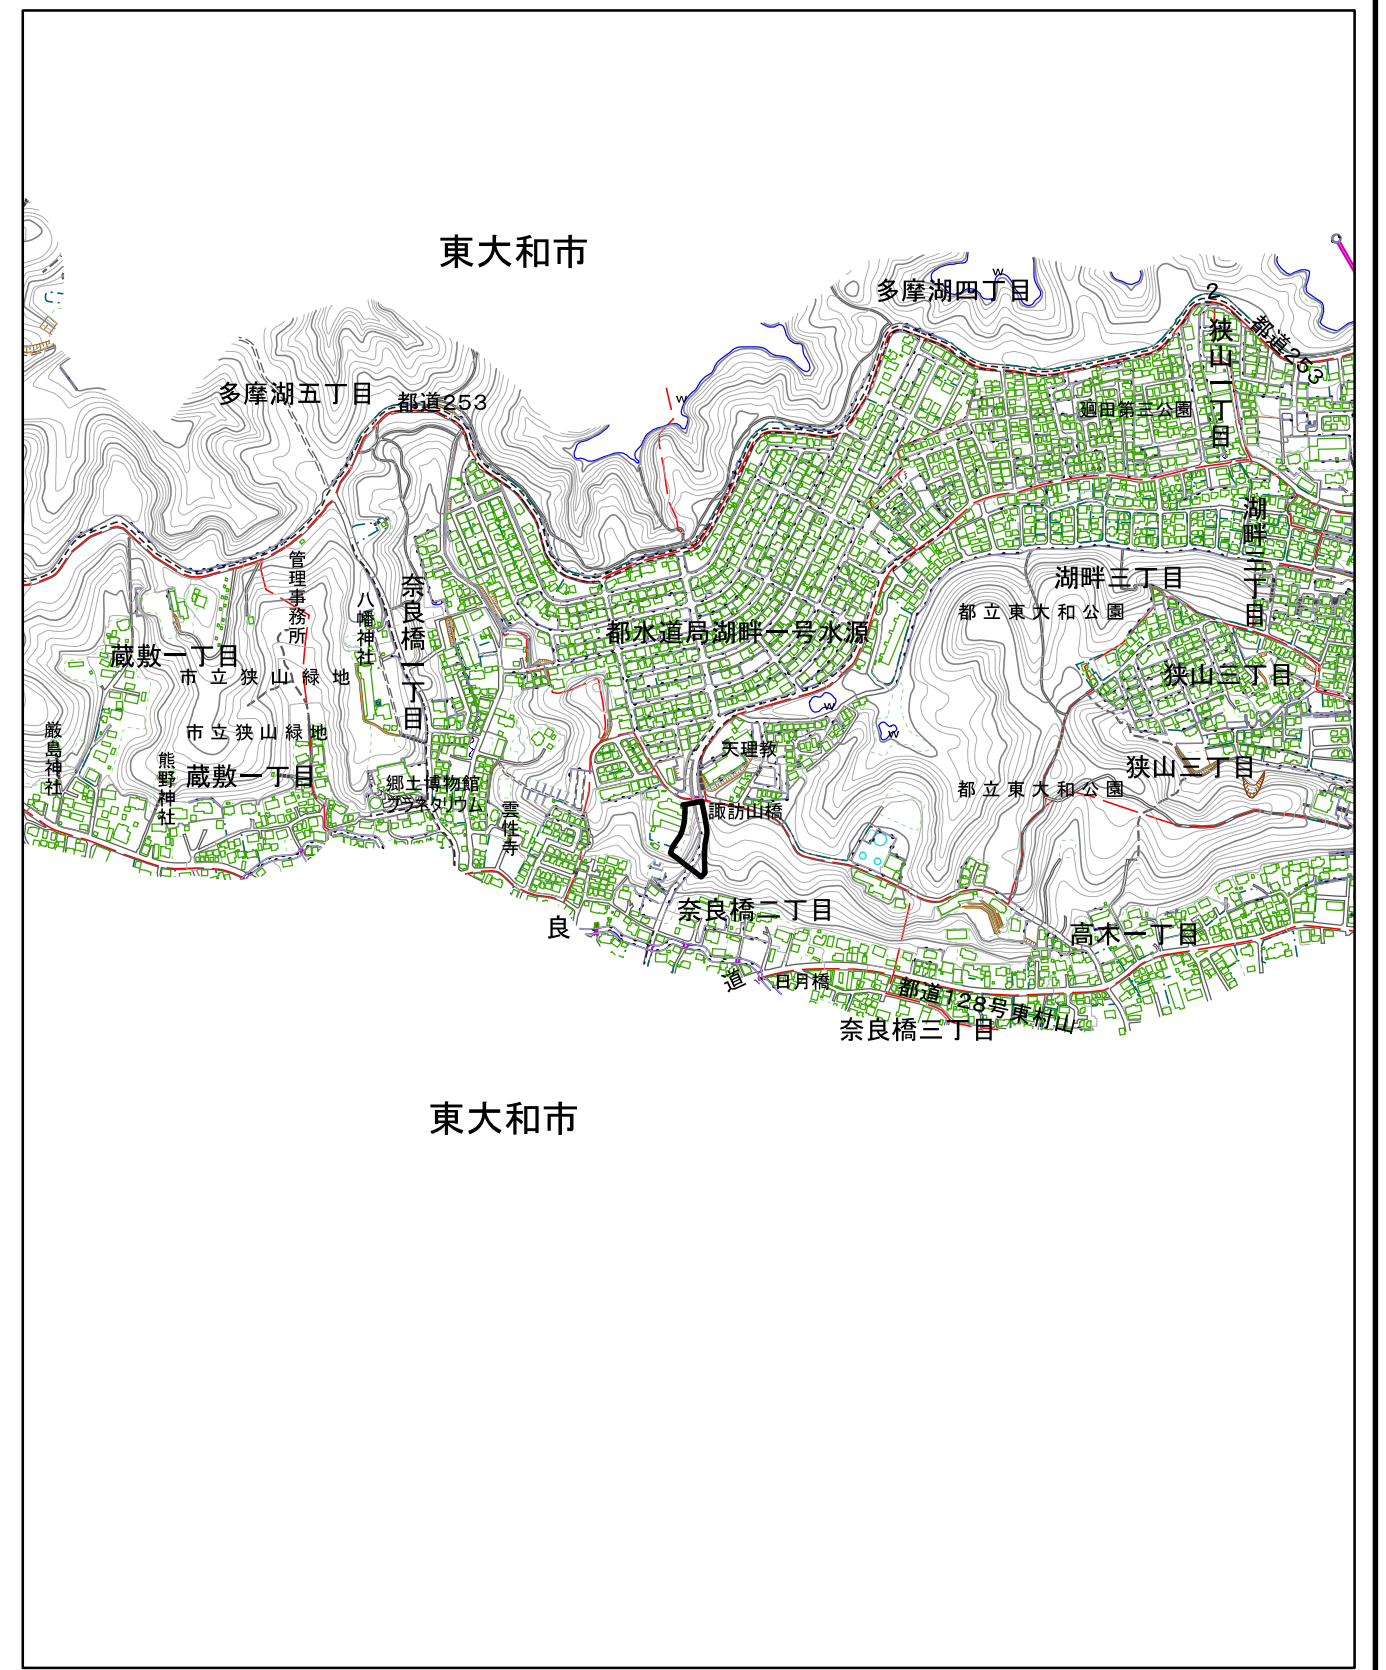 東大和市
多摩湖四丁目
2
都道253
狭山一丁目
多摩湖五丁目
都道253
w
w
廻田第三公園
湖畔二丁目
管理事務所
八幡神社
奈良橋一丁目
湖畔三丁目
都立東大和公園
都水道局湖畔一号水源
蔵敷一丁目
市立狭山緑地
狭山三丁目
w
w
市立狭山緑地
厳島神社
熊野神社
蔵敷一丁目
天理教
狭山三丁目
郷土博物館
プラネタリウム
雲性寺
都立東大和公園
諏訪山橋
奈良橋二丁目
良
高木一丁目
道
日月橋
都道128号東村山
奈良橋三丁目
東大和市